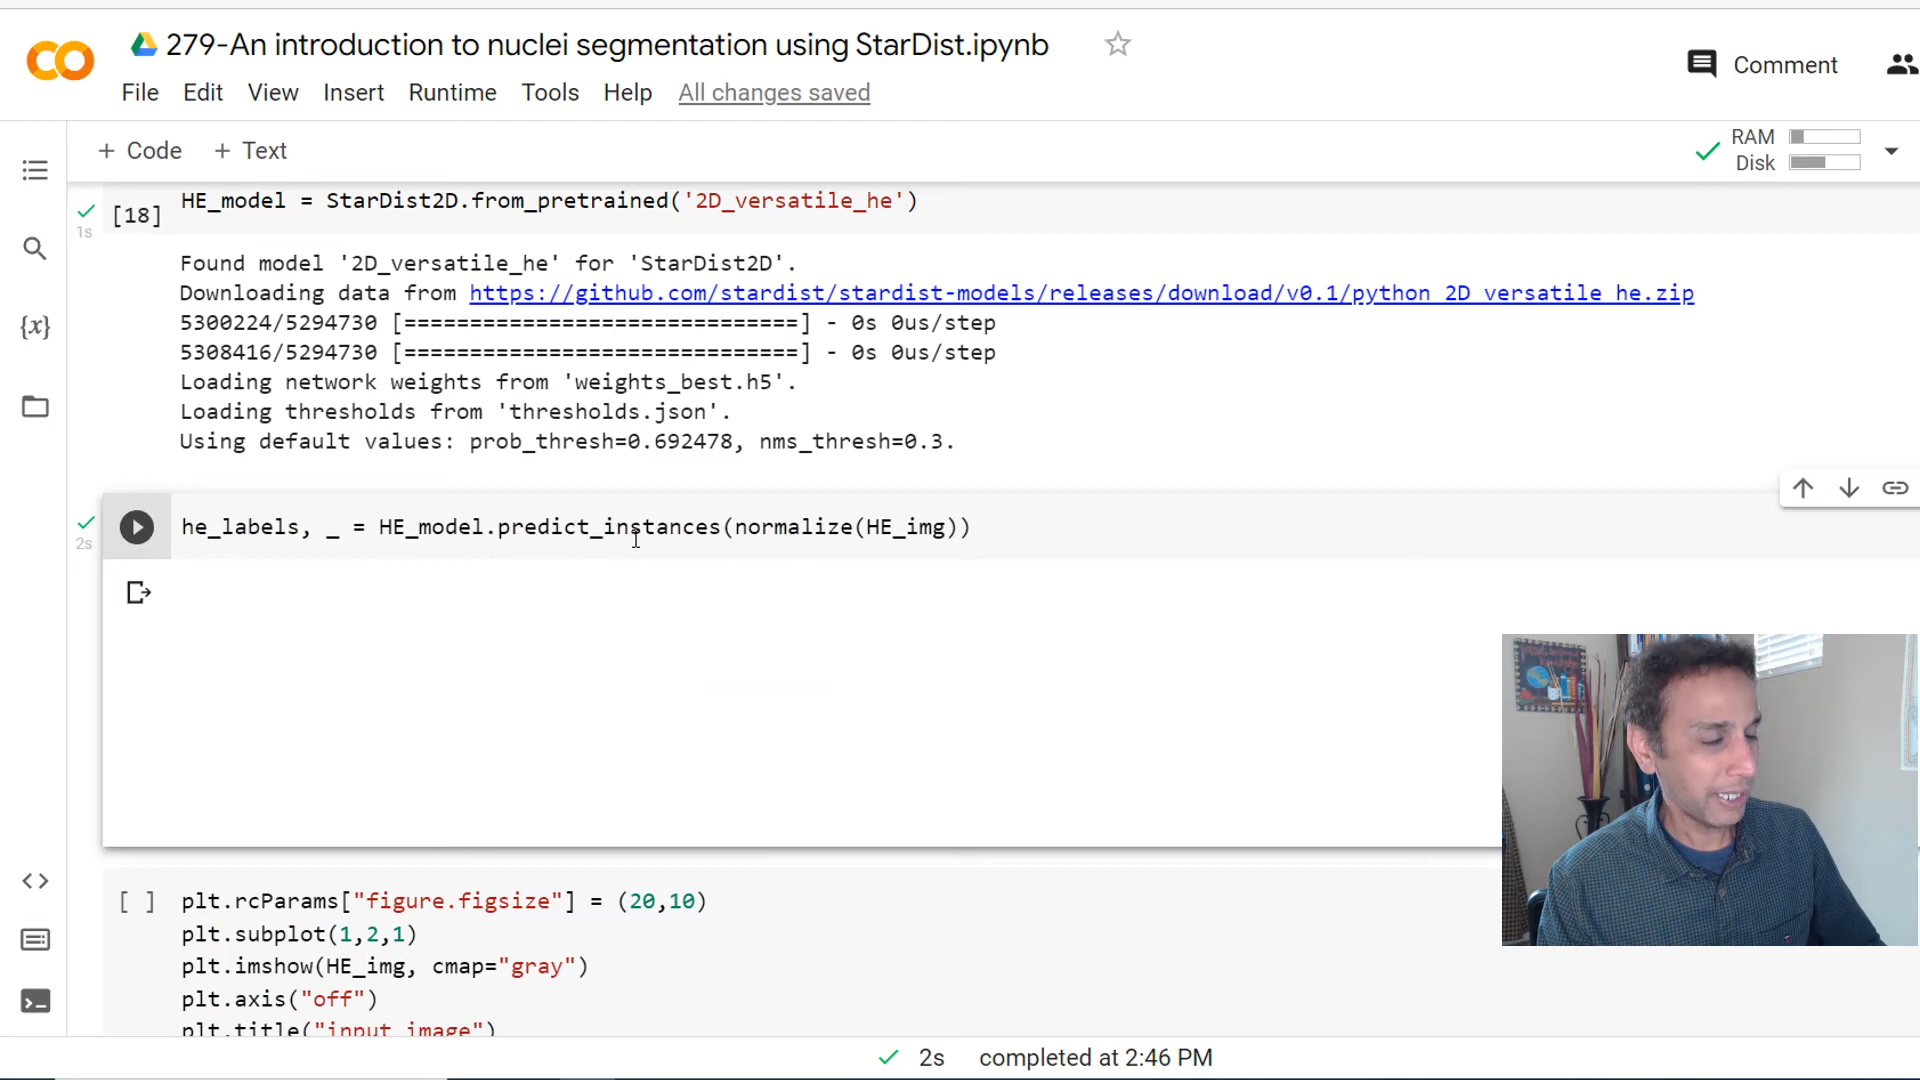 279-An introduction to nuclei segmentation using StarDist.ipynb
Comment
File Edit View Insert Runtime Tools Help All changes saved
+ Code + Text
RAM
Disk
[18] HE_model = StarDist2D.from_pretrained('2D_versatile_he')
1s
Found model '2D_versatile_he' for 'StarDist2D'.
Downloading data from https://github.com/stardist/stardist-models/releases/download/v0.1/python_2D_versatile_he.zip
5300224/5294730 [==============================] - 0s 0us/step
5308416/5294730 [==============================] - 0s 0us/step
Loading network weights from 'weights_best.h5'.
Loading thresholds from 'thresholds.json'.
Using default values: prob_thresh=0.692478, nms_thresh=0.3.
he_labels, _ = HE_model.predict_instances(normalize(HE_img))
2s
[ ] plt.rcParams["figure.figsize"] = (20,10)
plt.subplot(1,2,1)
plt.imshow(HE_img, cmap="gray")
plt.axis("off")
plt.title("input image")
2s completed at 2:46 PM